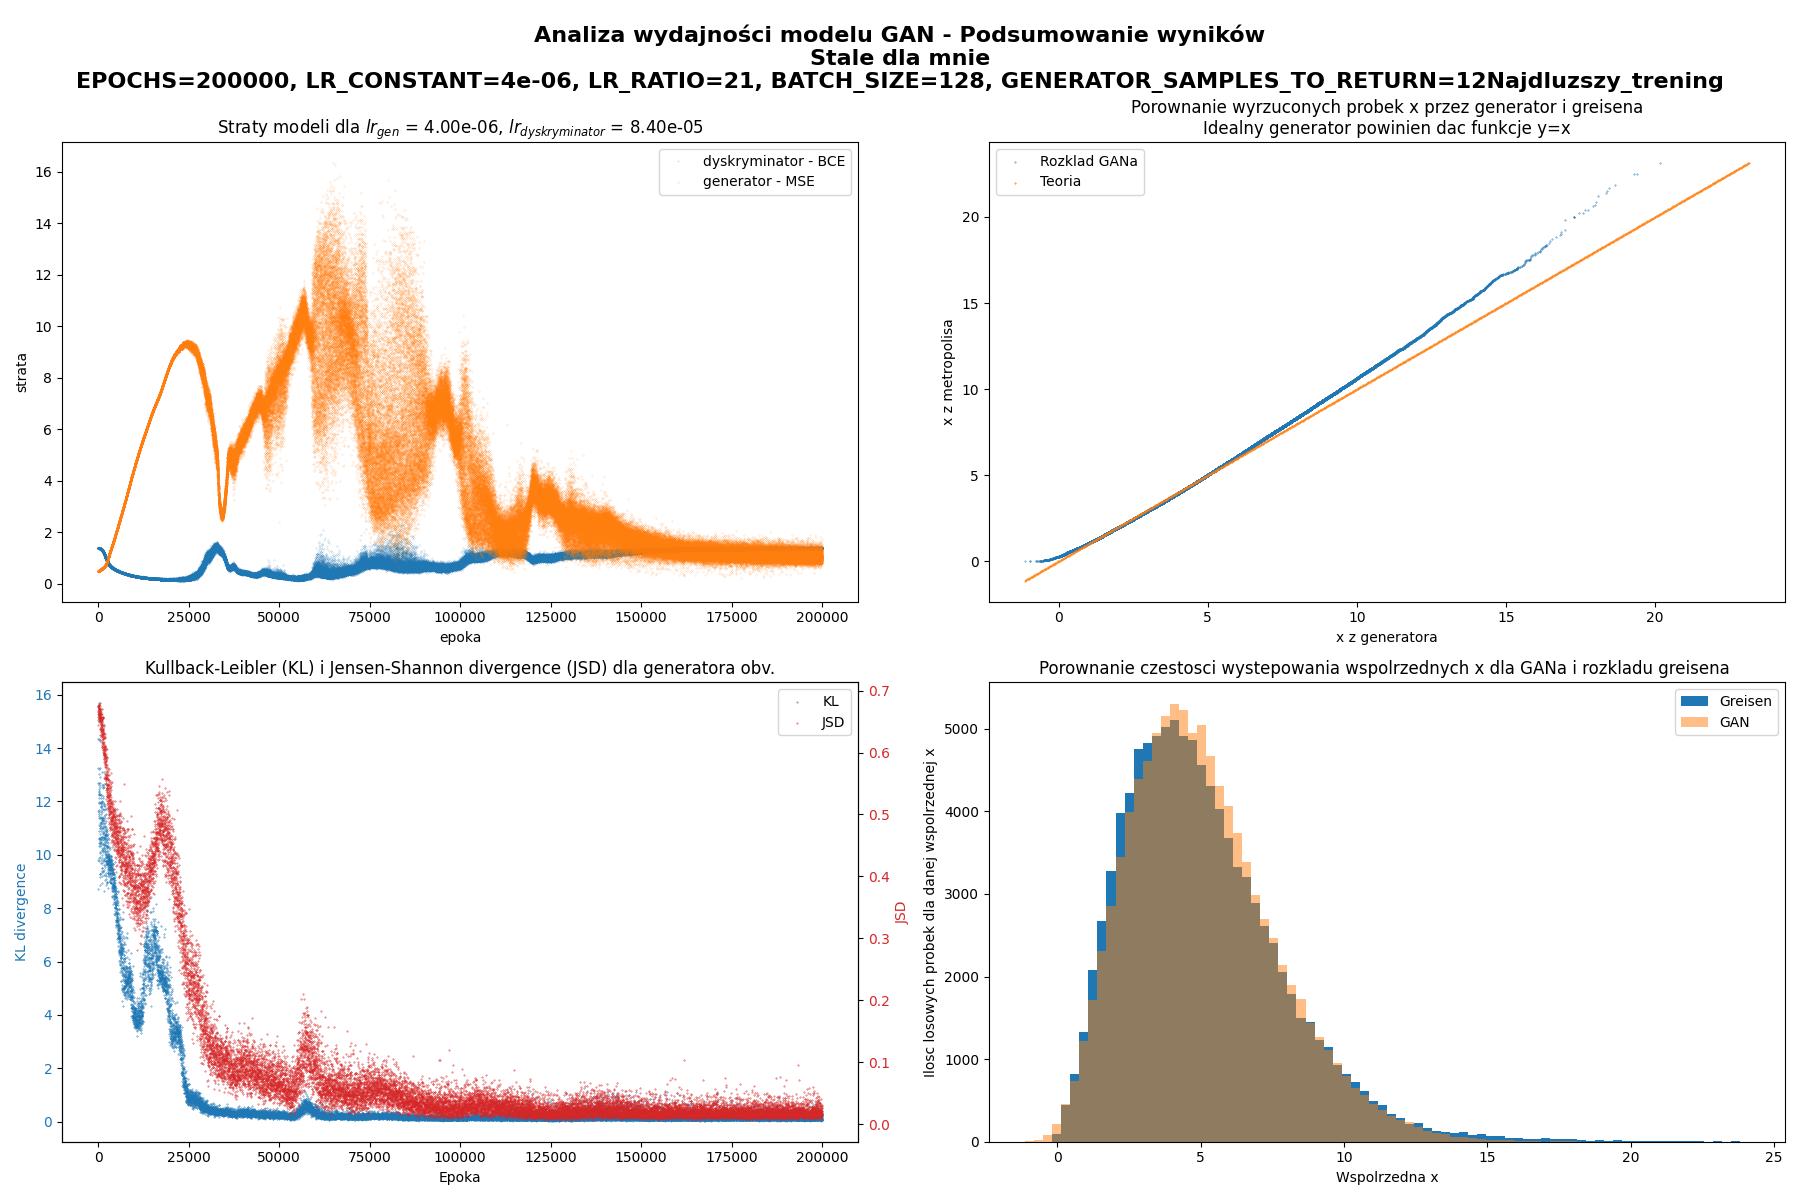 Analiza wydajności modelu GAN - Podsumowanie wyników
Stale dla mnie
EPOCHS=200000, LR_CONSTANT=4e-06, LR_RATIO=21, BATCH_SIZE=128, GENERATOR_SAMPLES_TO_RETURN=12Najdluzszy_trening
Straty modeli dla lr_gen = 4.00e-06, lr_dyskryminator = 8.40e-05
dyskryminator - BCE
generator - MSE
strata
16
14
12
10
8
6
4
2
0
0 25000 50000 75000 100000 125000 150000 175000 200000
epoka
Porownanie wyrzuconych probek x przez generator i greisena
Idealny generator powinien dac funkcje y=x
Rozklad GANa
Teoria
x z metropolisa
20
15
10
5
0
0 5 10 15 20
x z generatora
Kullback-Leibler (KL) i Jensen-Shannon divergence (JSD) dla generatora obv.
KL
JSD
KL divergence
16
14
12
10
8
6
4
2
0
0.7
0.6
0.5
0.4
0.3
0.2
0.1
0.0
JSD
0 25000 50000 75000 100000 125000 150000 175000 200000
Epoka
Porownanie czestosci wystepowania wspolrzednych x dla GANa i rozkladu greisena
Greisen
GAN
Ilosc losowych probek dla danej wspolrzednej x
5000
4000
3000
2000
1000
0
0 5 10 15 20 25
Wspolrzedna x